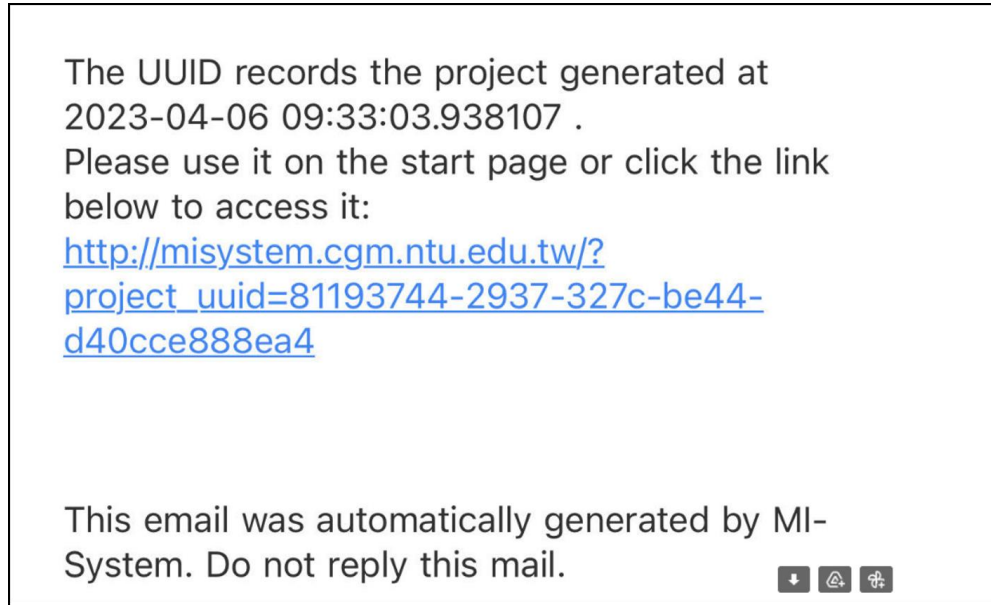 The UUID records the project generated at
2023-04-06 09:33:03.938107 .
Please use it on the start page or click the link
below to access it:
http://misystem.cgm.ntu.edu.tw/?
project_uuid=81193744-2937-327c-be44-
d40cce888ea4
This email was automatically generated by MI-
System. Do not reply this mail.